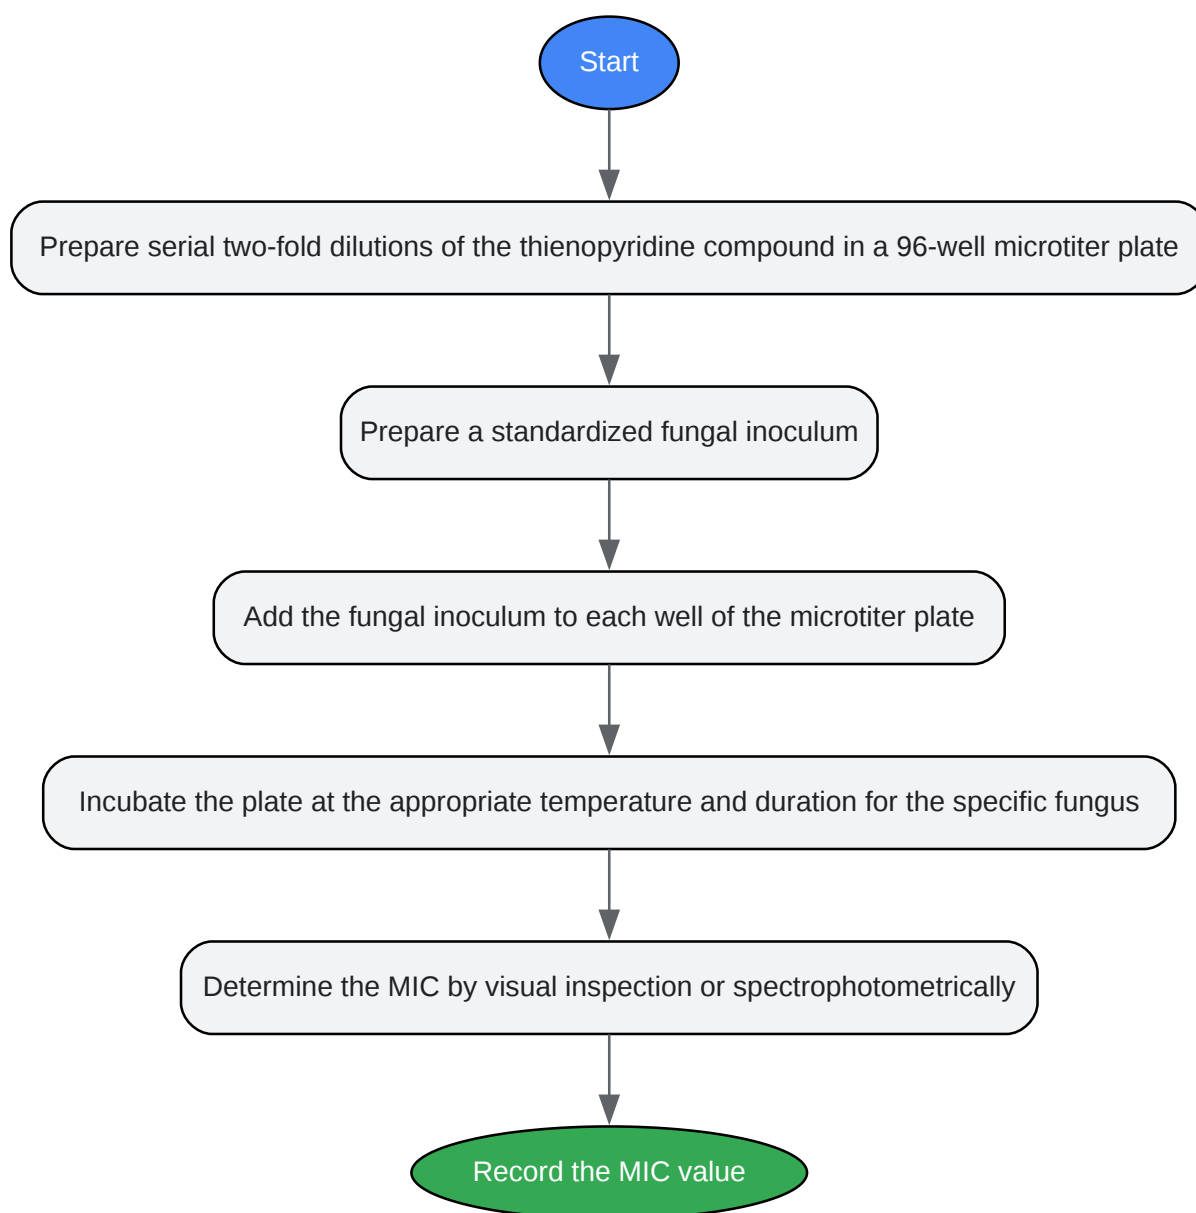 Start
Prepare serial two-fold dilutions of the thienopyridine compound in a 96-well microtiter plate
Prepare a standardized fungal inoculum
Add the fungal inoculum to each well of the microtiter plate
Incubate the plate at the appropriate temperature and duration for the specific fungus
Determine the MIC by visual inspection or spectrophotometrically
Record the MIC value